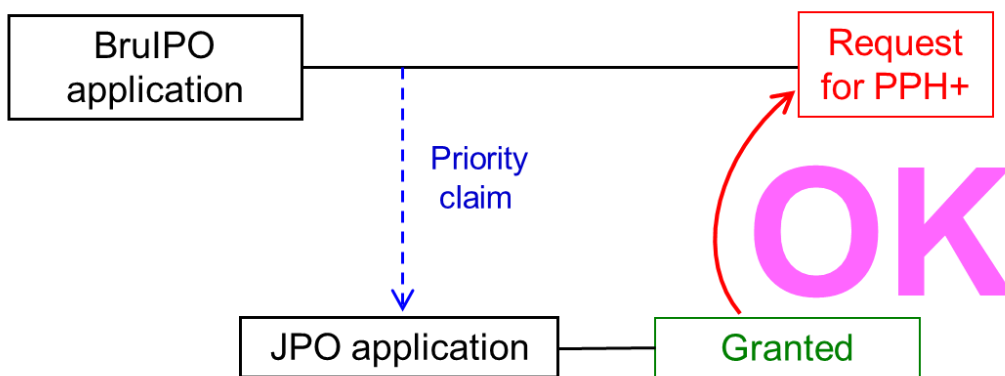 BruIPO
application
Request
for PPH+
Priority
claim
OK
JPO application
Granted